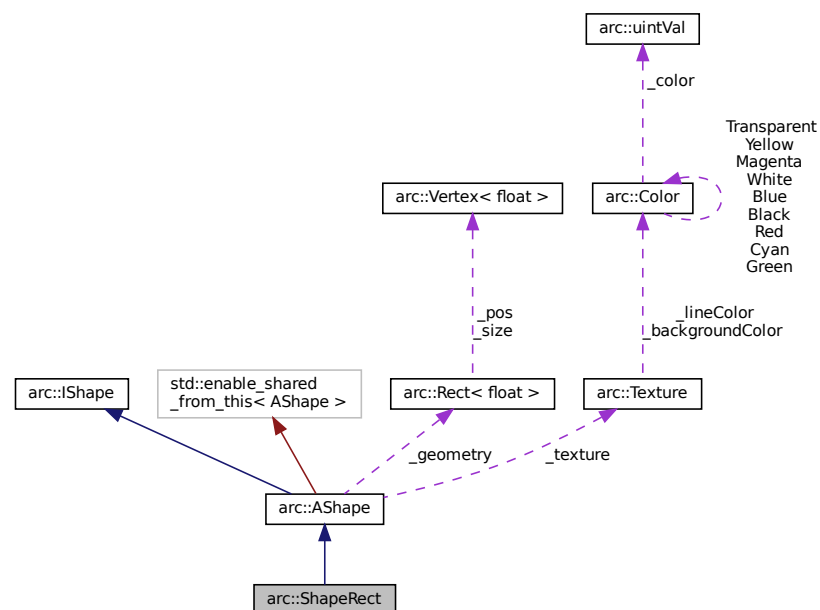 arc::uintVal
_color
Transparent
Yellow
Magenta
White
Blue
Black
Red
Cyan
Green
arc::Vertex< float >
arc::Color
_pos
_size
_lineColor
_backgroundColor
arc::IShape
std::enable_shared
_from_this< AShape >
arc::Rect< float >
arc::Texture
_geometry
_texture
arc::AShape
arc::ShapeRect